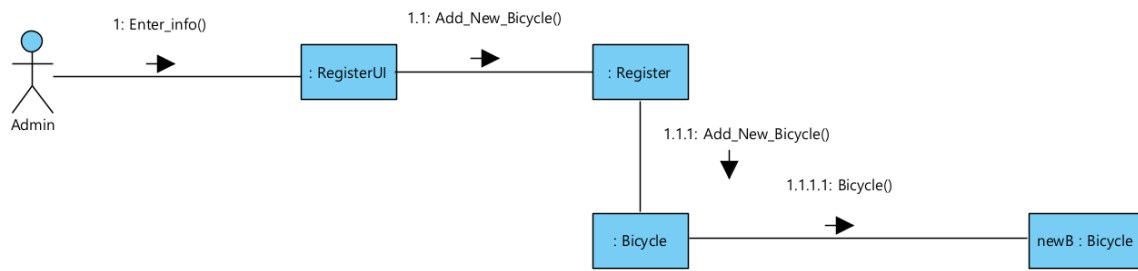 1: Enter_info()
1.1: Add_New_Bicycle()
: RegisterUI
: Register
Admin
1.1.1: Add_New_Bicycle()
1.1.1.1: Bicycle()
: Bicycle
newB : Bicycle